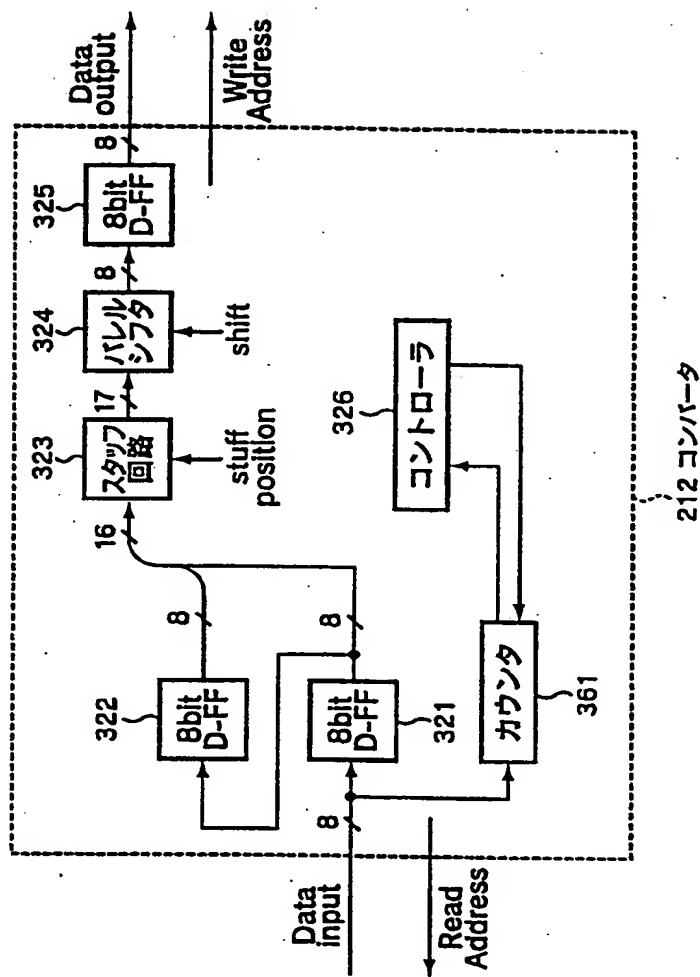 Data
input
Read
Address
8
8bit
D-FF
321
8bit
D-FF
322
8
8
16
カウンタ
361
コントローラ
326
スタッフ
回路
323
stuff
position
17
バレル
シフタ
324
shift
8
8bit
D-FF
325
8
Data
output
Write
Address
212 コンバータ